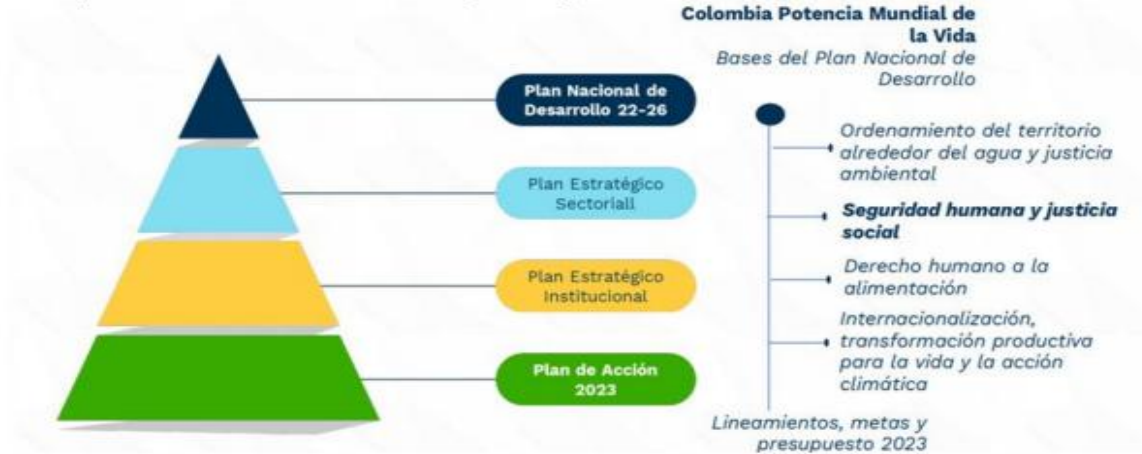 Plan Nacional de
Desarrollo 22-26
Plan Estratégico
Sectoriall
Plan Estratégico
Institucional
Plan de Acción
2023
Colombia Potencia Mundial de
la Vida
Bases del Plan Nacional de
Desarrollo
Ordenamiento del territorio
alrededor del agua y justicia
ambiental
Seguridad humana y justicia
social
Derecho humano a la
alimentación
Internacionalización,
transformación productiva
para la vida y la acción
climática
Lineamientos, metas y
presupuesto 2023